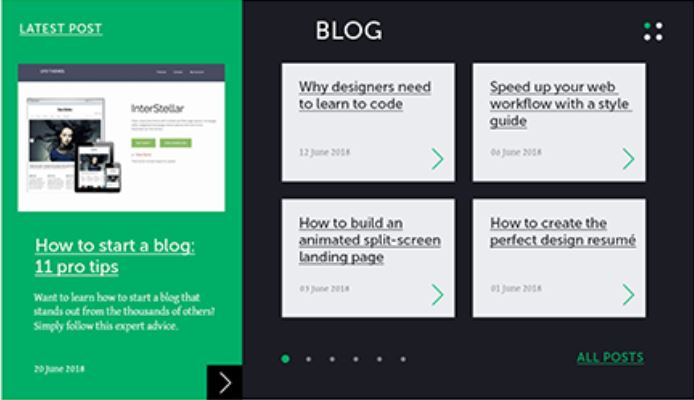 LATEST POST
InterStellar
How to start a blog:
11 pro tips
Want to learn how to start a blog that
stands out from the thousands of others?
Simply follow this expert advice.
20 June 2018
BLOG
Why designers need
to learn to code
12 June 2018
Speed up your web
workflow with a style
guide
06 June 2018
How to build an
animated split-screen
landing page
03 June 2018
How to create the
perfect design resumé
01 June 2018
ALL POSTS